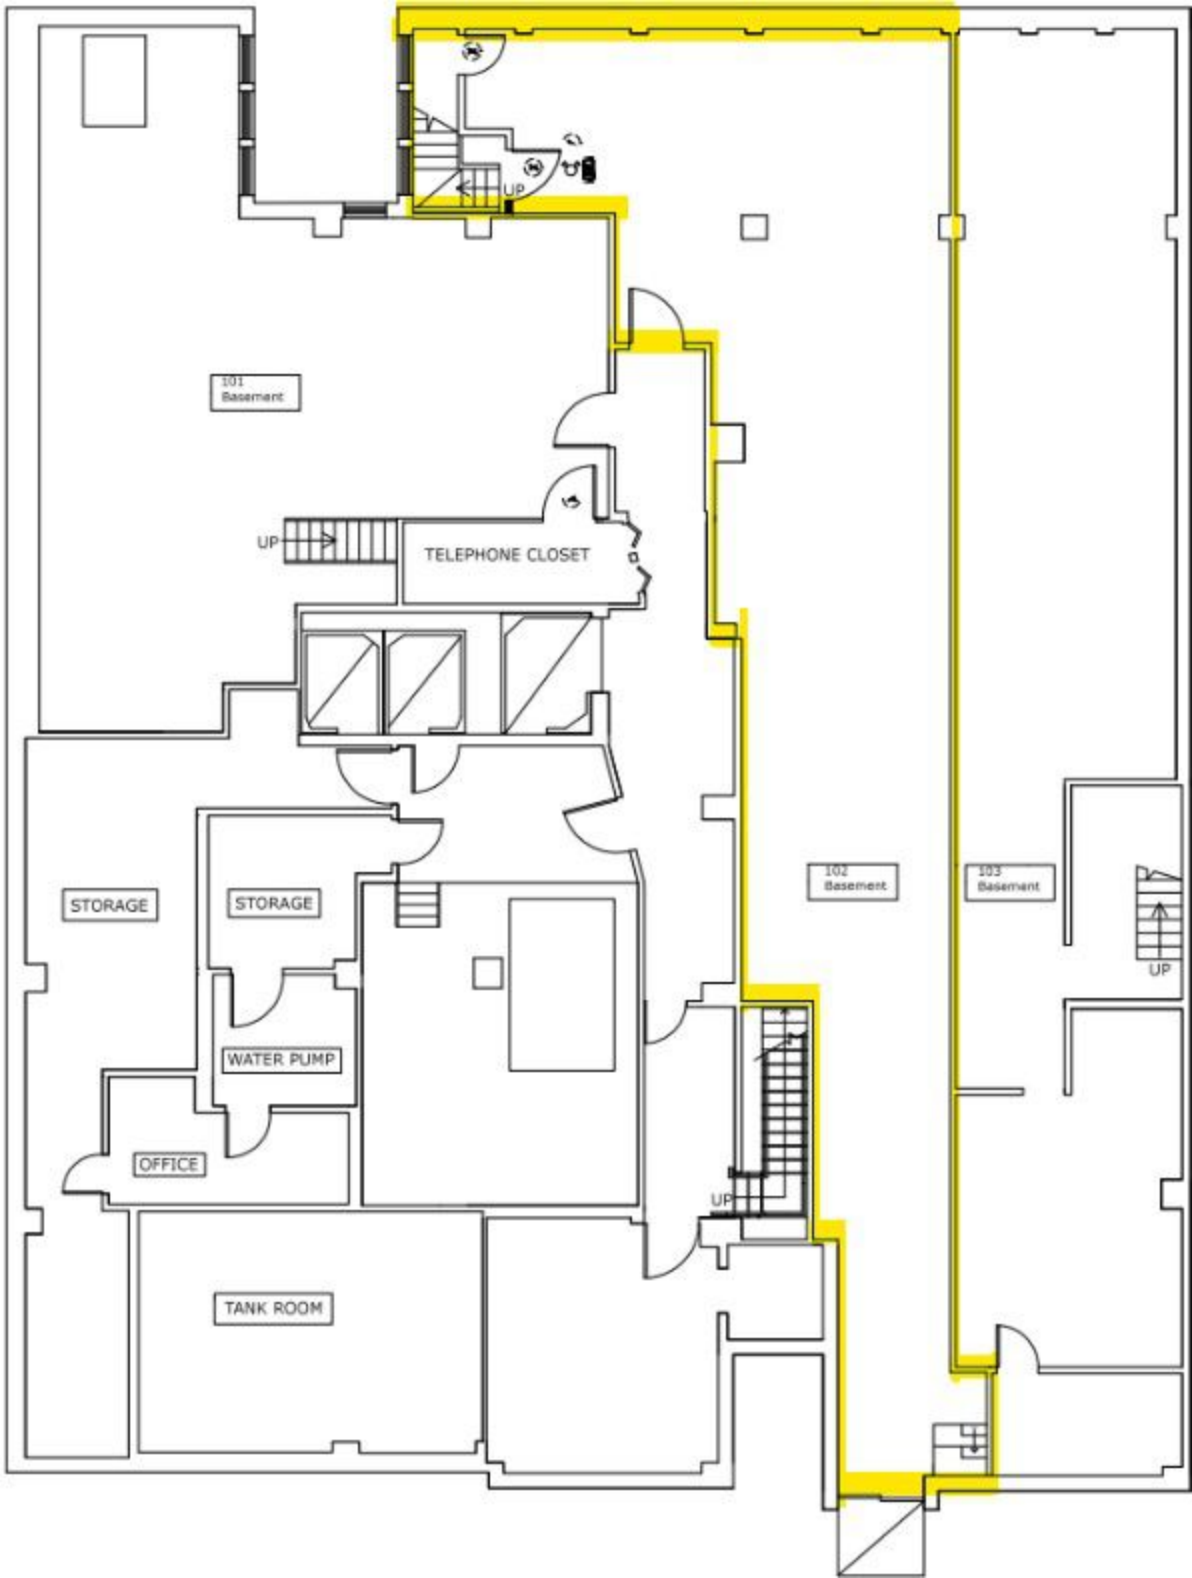 UP
101
Basement
UP
TELEPHONE CLOSET
102
Basement
103
Basement
STORAGE
STORAGE
UP
WATER PUMP
OFFICE
UP
TANK ROOM